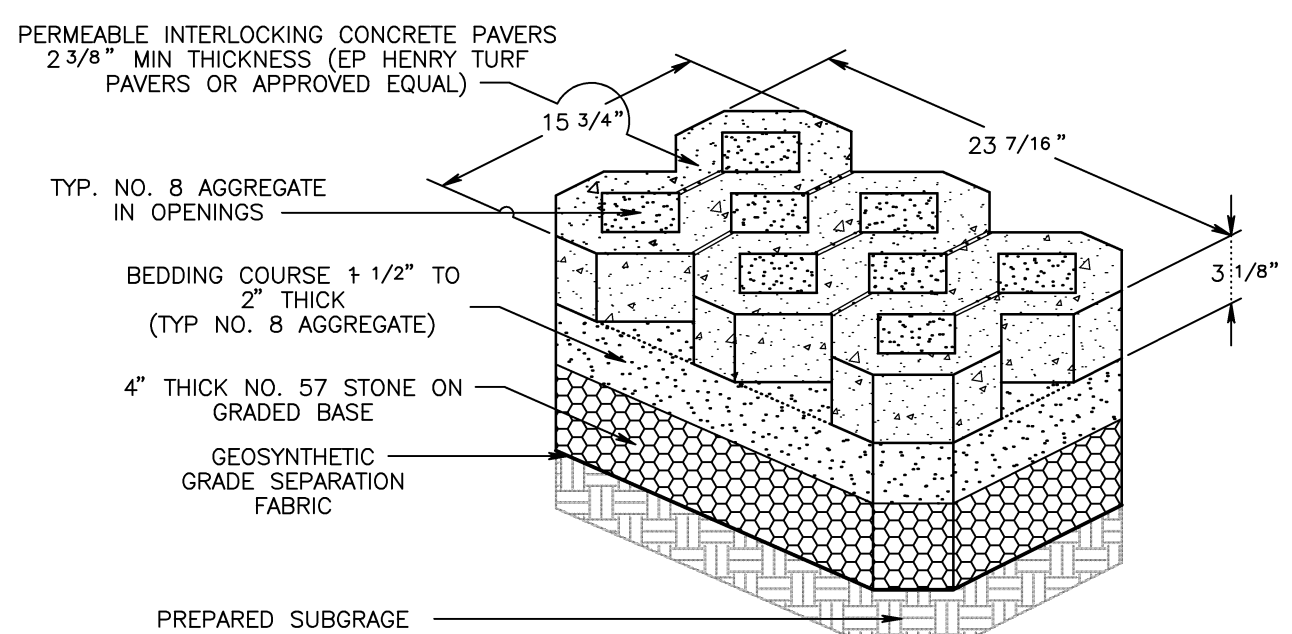 PERMEABLE INTERLOCKING CONCRETE PAVERS
2 3/8" MIN THICKNESS (EP HENRY TURF
PAVERS OR APPROVED EQUAL)
15 3/4"
23 7/16"
TYP. NO. 8 AGGREGATE
IN OPENINGS
3 1/8"
BEDDING COURSE 1 1/2" TO
2" THICK
(TYP NO. 8 AGGREGATE)
4" THICK NO. 57 STONE ON
GRADED BASE
GEOSYNTHETIC
GRADE SEPARATION
FABRIC
PREPARED SUBGRAGE